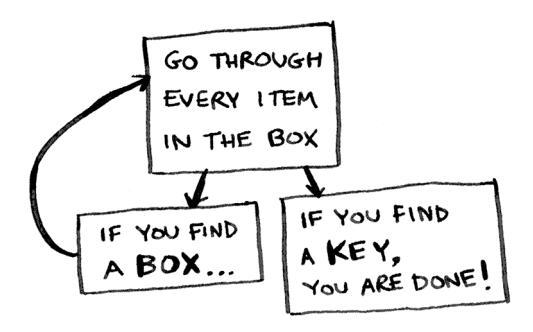 GO THROUGH
EVERY ITEM
IN THE BOX
IF YOU FIND
A BOX...
IF YOU FIND
A KEY,
YOU ARE DONE!